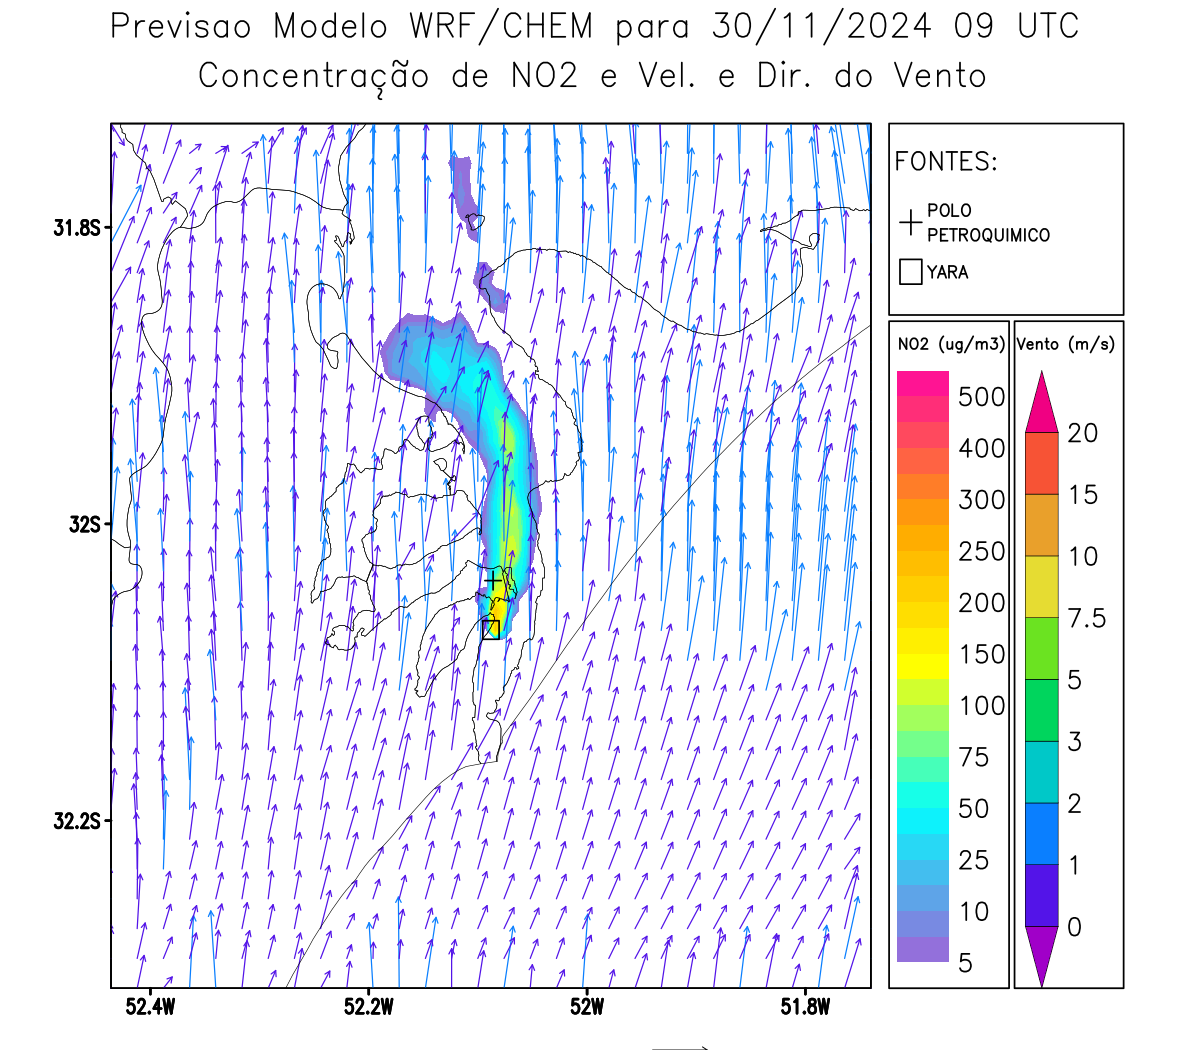 Previsao Modelo WRF/CHEM para 30/11/2024 09 UTC
Concentração de NO2 e Vel. e Dir. do Vento
FONTES:
POLO
PETROQUIMICO
YARA
31.8S
32S
32.2S
52.4W
52.2W
52W
51.8W
NO2 (ug/m3)
500
400
300
250
200
150
100
75
50
25
10
5
Vento (m/s)
20
15
10
7.5
5
3
2
1
0